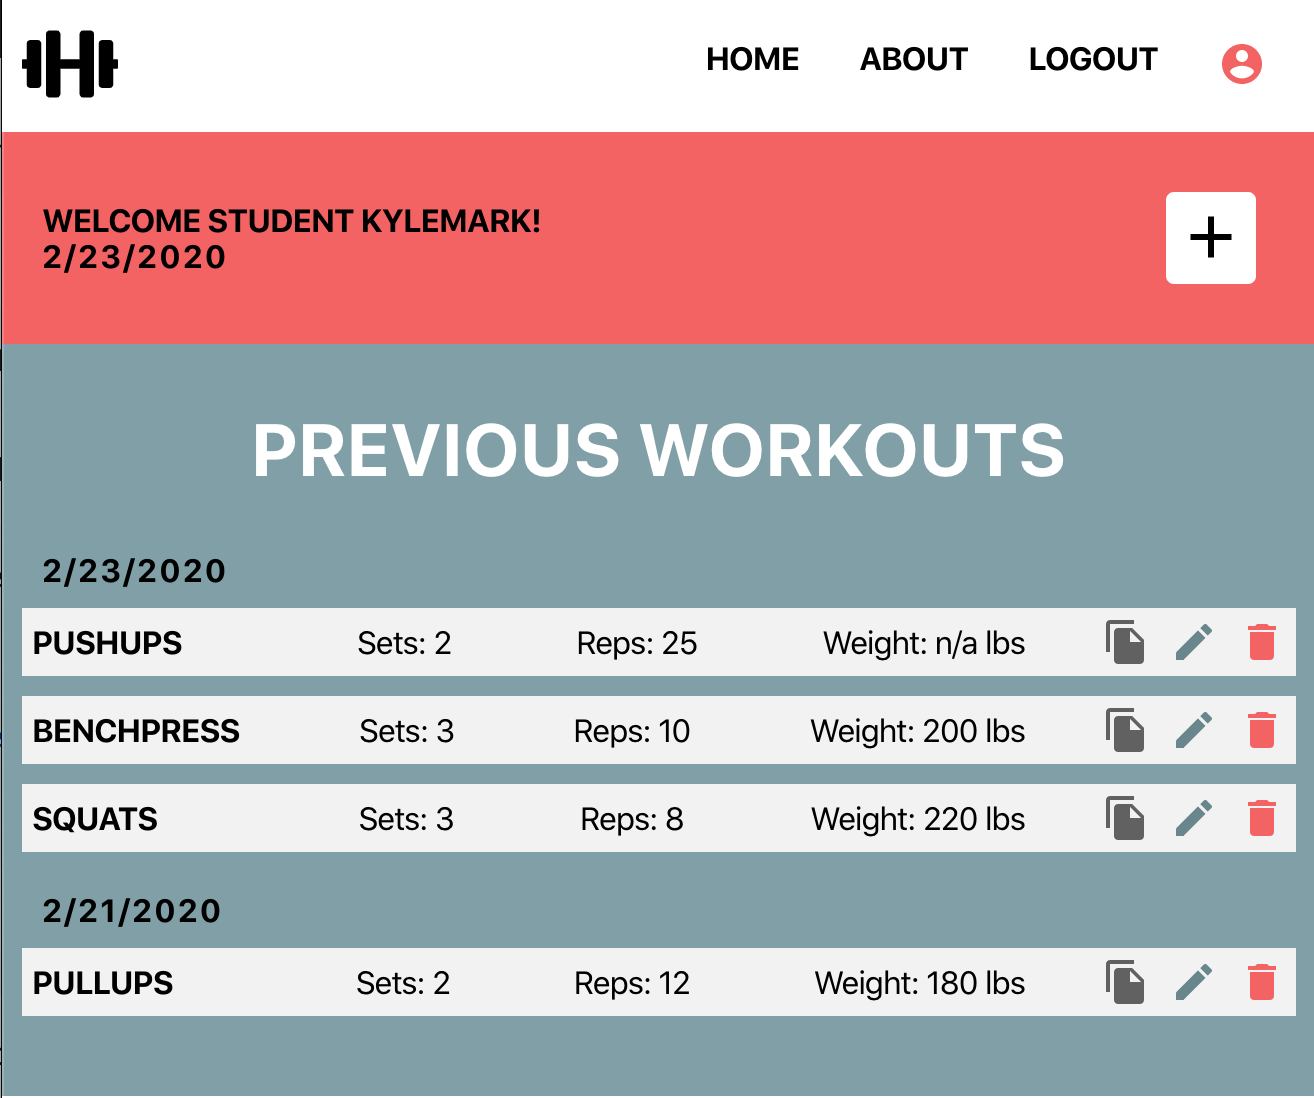 HOME ABOUT LOGOUT
WELCOME STUDENT KYLEMARK!
2/23/2020
PREVIOUS WORKOUTS
2/23/2020
PUSHUPS Sets: 2 Reps: 25 Weight: n/a lbs
BENCHPRESS Sets: 3 Reps: 10 Weight: 200 lbs
SQUATS Sets: 3 Reps: 8 Weight: 220 lbs
2/21/2020
PULLUPS Sets: 2 Reps: 12 Weight: 180 lbs